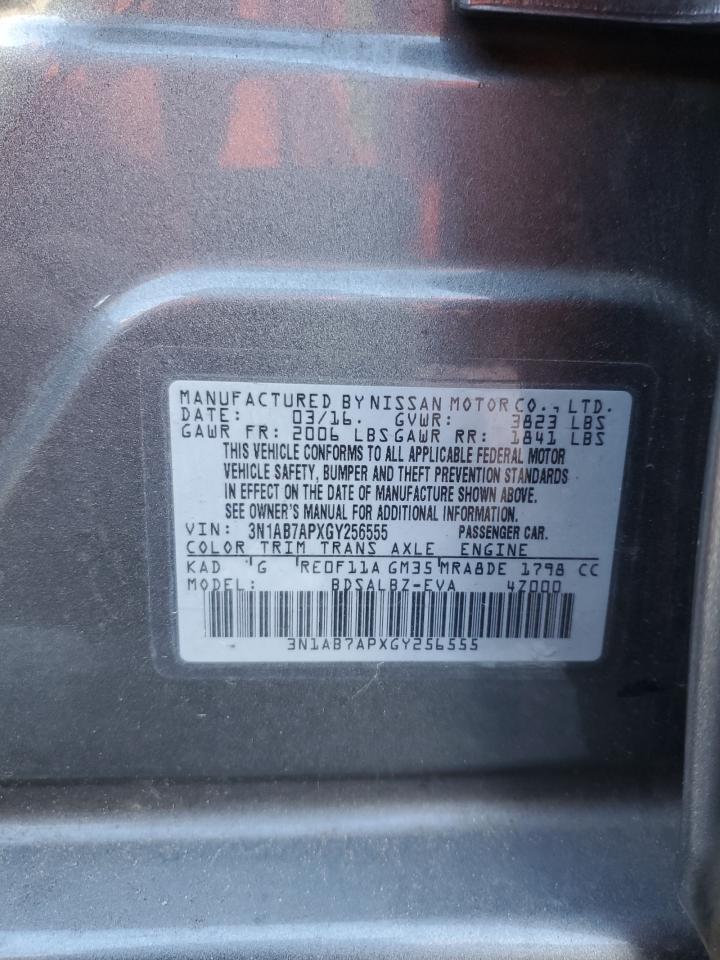 MANUFACTURED BY NISSAN MOTOR CO., LTD.
DATE: 03/16. GVWR: 3823 LBS
GAWR FR: 2006 LBS GAWR RR: 1841 LBS
THIS VEHICLE CONFORMS TO ALL APPLICABLE FEDERAL MOTOR
VEHICLE SAFETY, BUMPER AND THEFT PREVENTION STANDARDS
IN EFFECT ON THE DATE OF MANUFACTURE SHOWN ABOVE.
SEE OWNER'S MANUAL FOR ADDITIONAL INFORMATION.
VIN: 3N1AB7APXGY256555 PASSENGER CAR.
COLOR TRIM TRANS AXLE ENGINE
KAD G RE0F11A GM35 MRA8DE 1798 CC
MODEL: BDSALBZ-EVA 4Z000
3N1AB7APXGY256555